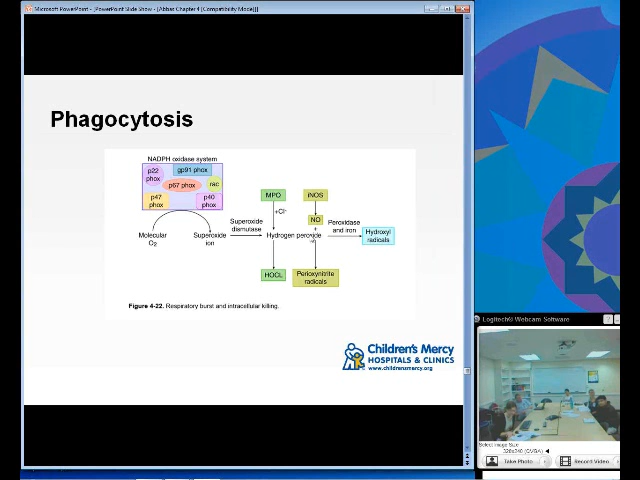 Microsoft PowerPoint - [PowerPoint Slide Show - [Abbas Chapter 4 [Compatibility Mode]]]
Phagocytosis
NADPH oxidase system
p22
phox
gp91 phox
p67 phox
rac
p47
phox
p40
phox
MPO
iNOS
+Cl-
NO
+
Molecular
O2
Superoxide
ion
Superoxide
dismutase
Hydrogen peroxide
Peroxidase
and iron
Hydroxyl
radicals
HOCL
Perioxynitrite
radicals
Figure 4-22. Respiratory burst and intracellular killing.
Children's Mercy
HOSPITALS & CLINICS
www.childrensmercy.org
Logitech® Webcam Software
Select Image Size
320x240 (QVGA)
Take Photo
Record Video